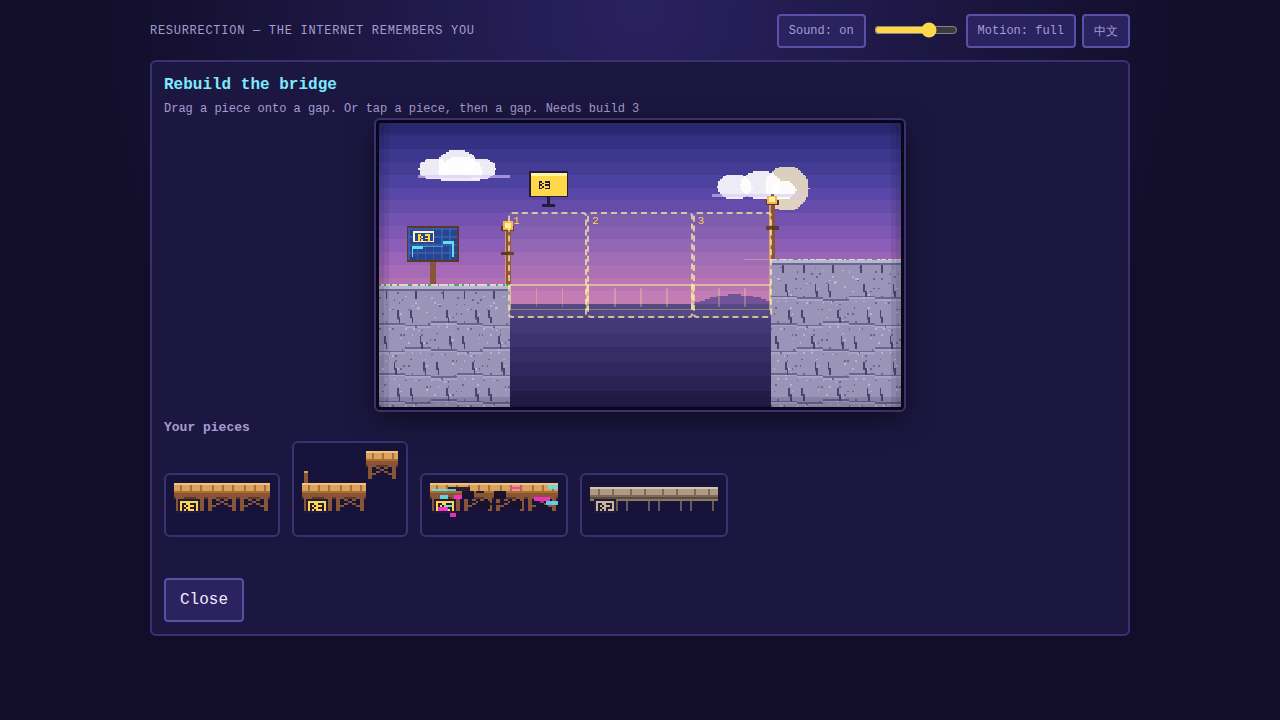 RESURRECTION — THE INTERNET REMEMBERS YOU
Sound: on
Motion: full
中文
Rebuild the bridge
Drag a piece onto a gap. Or tap a piece, then a gap. Needs build 3
1
2
3
Your pieces
Close